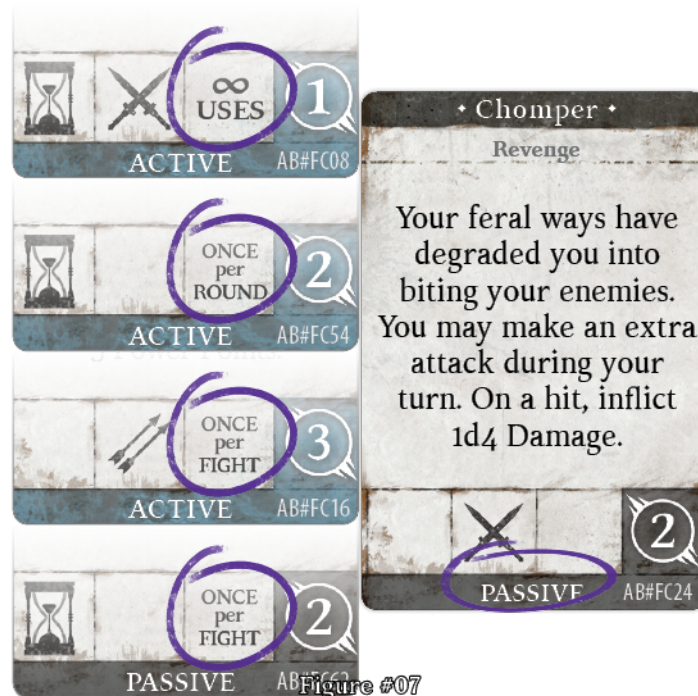 ∞
USES
1
ACTIVE AB#FC08
ONCE
per
ROUND
2
ACTIVE AB#FC54
ONCE
per
FIGHT
3
ACTIVE AB#FC16
ONCE
per
FIGHT
2
PASSIVE
Figure #07
Chomper
Revenge
Your feral ways have
degraded you into
biting your enemies.
You may make an extra
attack during your
turn. On a hit, inflict
1d4 Damage.
2
PASSIVE AB#FC24